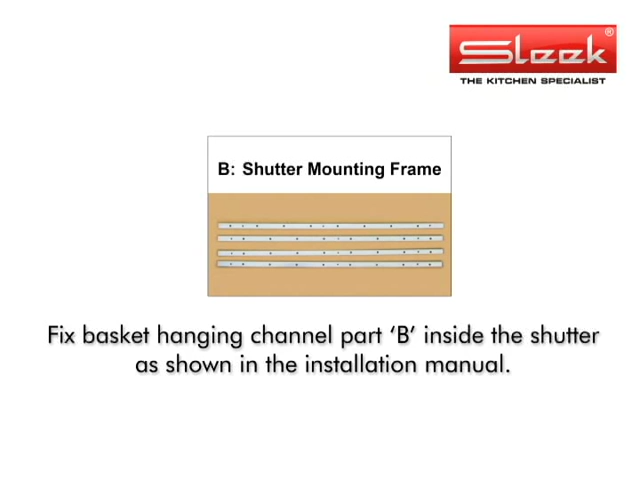 Sleek®
THE KITCHEN SPECIALIST
B: Shutter Mounting Frame
Fix basket hanging channel part ‘B’ inside the shutter
as shown in the installation manual.